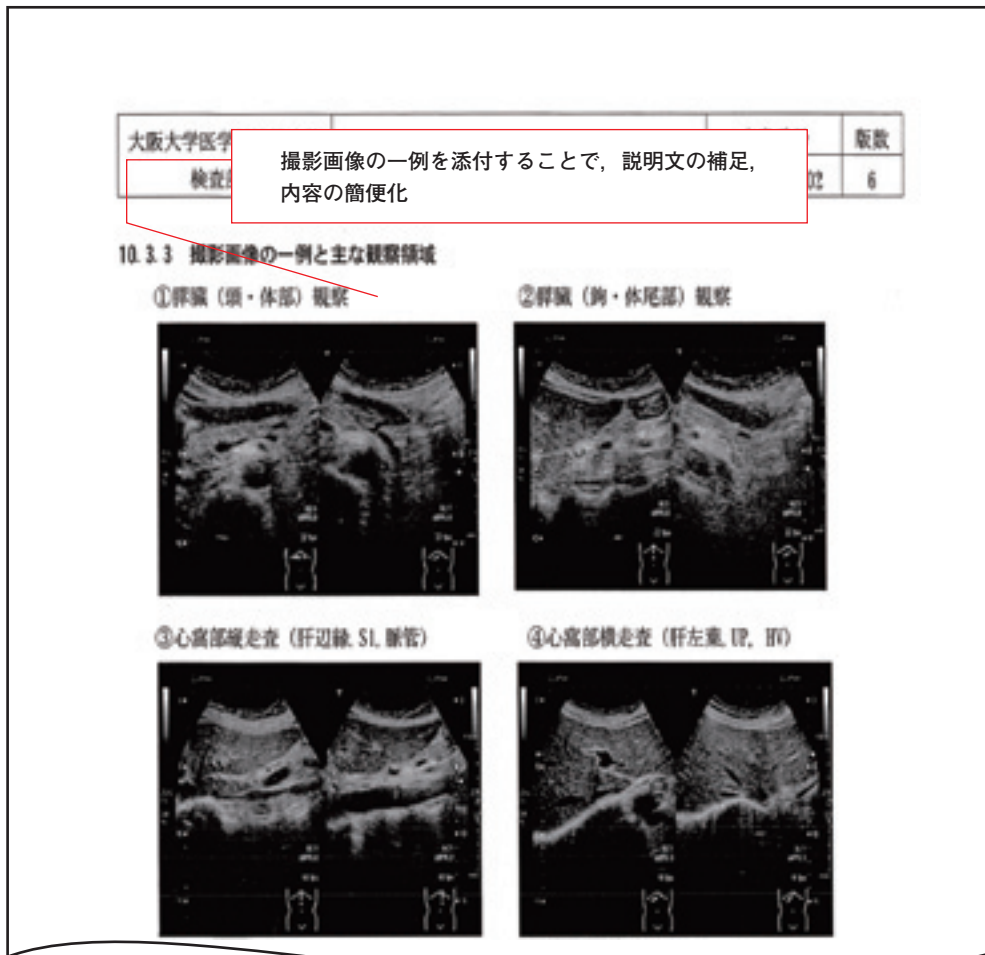 大阪大学医学
版数
検査
02
6
撮影画像の一例を添付することで，説明文の補足，
内容の簡便化
10.3.3 撮影画像の一例と主な観察領域
①膵臓（頭・体部）観察
②膵臓（鉤・体尾部）観察
③心窩部縦走査（肝辺縁, S1, 脈管）
④心窩部横走査（肝左葉, UP, HV）